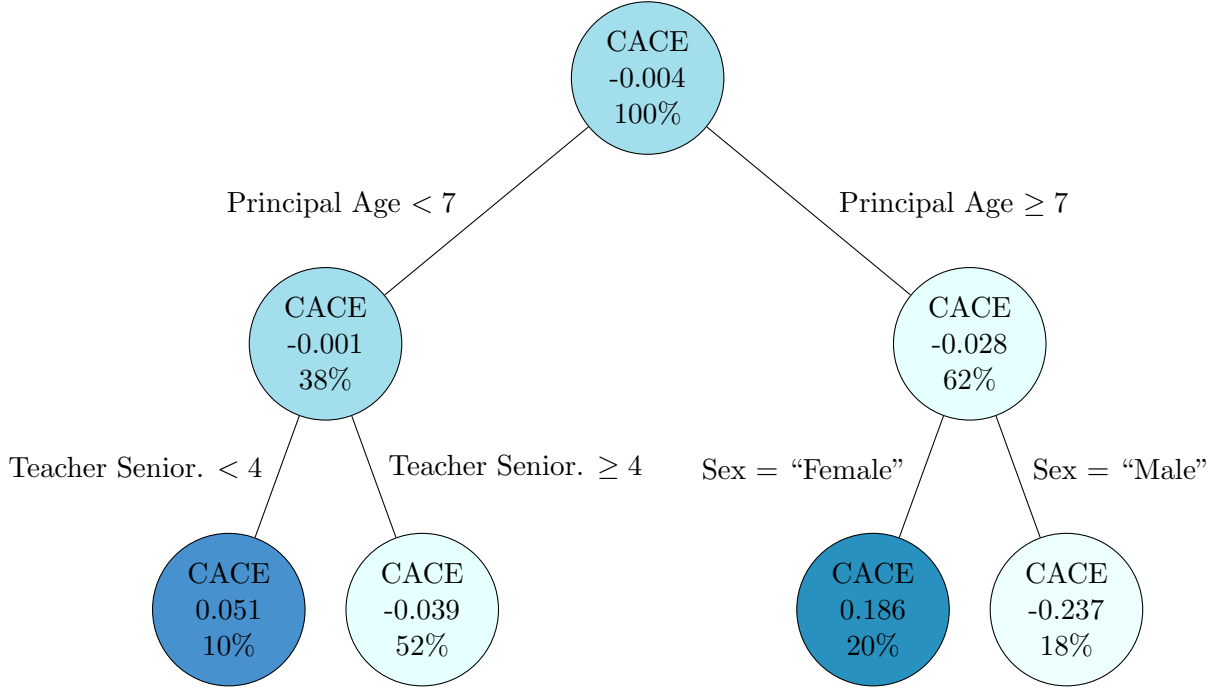 CACE
-0.004
100%
Principal Age < 7
Principal Age ≥ 7
CACE
-0.001
38%
CACE
-0.028
62%
Teacher Senior. < 4
Teacher Senior. ≥ 4
Sex = “Female”
Sex = “Male”
CACE
0.051
10%
CACE
-0.039
52%
CACE
0.186
20%
CACE
-0.237
18%